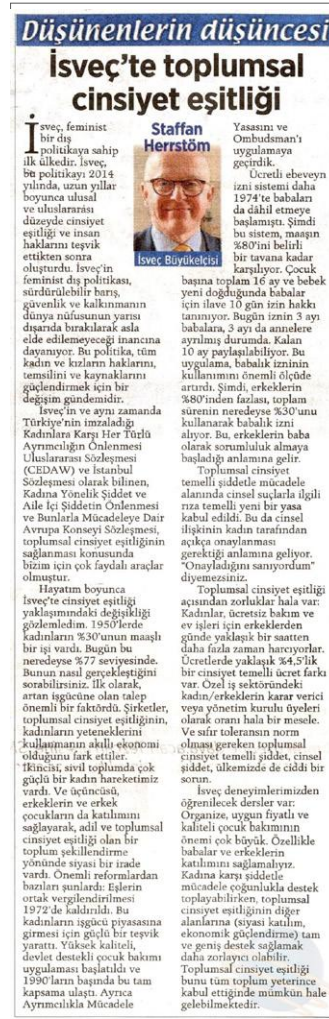 Düşünenlerin düşüncesi
İsveç’te toplumsal
cinsiyet eşitliği
Staffan
Herrstöm
İsveç Büyükelçisi
İsveç, feminist
bir dış
politikaya sahip
ilk ülkedir. İsveç,
bu politikayı 2014
yılında, uzun yıllar
boyunca ulusal
ve uluslararası
düzeyde cinsiyet
eşitliği ve insan
haklarını teşvik
ettikten sonra
oluşturdu. İsveç’in
feminist dış politikası,
sürdürülebilir barış,
güvenlik ve kalkınmanın
dünya nüfusunun yarısı
dışarıda bırakılarak asla
elde edilemeyeceği inancına
dayanıyor. Bu politika, tüm
kadın ve kızların haklarını,
temsilini ve kaynaklarını
güçlendirmek için bir
değişim gündemidir.
İsveç’in ve aynı zamanda
Türkiye’nin imzaladığı
Kadınlara Karşı Her Türlü
Ayrımcılığın Önlenmesi
Uluslararası Sözleşmesi
(CEDAW) ve İstanbul
Sözleşmesi olarak bilinen,
Kadına Yönelik Şiddet ve
Aile İçi Şiddetin Önlenmesi
ve Bunlarla Mücadeleye Dair
Avrupa Konseyi Sözleşmesi,
toplumsal cinsiyet eşitliğinin
sağlanması konusunda
bizim için çok faydalı araçlar
olmuştur.
Hayatım boyunca
İsveç’te cinsiyet eşitliği
yaklaşımındaki değişikliği
gözlemledim. 1950’lerde
kadınların %30’unun maaşlı
bir işi vardı. Bugün bu
neredeyse %77 seviyesinde.
Bunun nasıl gerçekleştiğini
sorabilirsiniz. İlk olarak,
artan işgücüne olan talep
önemli bir faktördü. Şirketler,
toplumsal cinsiyet eşitliğinin,
kadınların yeteneklerini
kullanmanın akıllı ekonomi
olduğunu fark ettiler.
İkincisi, sivil toplumda çok
güçlü bir kadın hareketimiz
vardı. Ve üçüncüsü,
erkeklerin ve erkek
çocukların da katılımını
sağlayarak, adil ve toplumsal
cinsiyet eşitliği olan bir
toplum şekillendirme
yönünde siyasi bir irade
vardı. Önemli reformlardan
bazıları şunlardı: Eşlerin
ortak vergilendirilmesi
1972’de kaldırıldı. Bu
kadınların işgücü piyasasına
girmesi için güçlü bir teşvik
yarattı. Yüksek kaliteli,
devlet destekli çocuk bakımı
uygulaması başlatıldı ve
1990’ların başında bu tam
kapsama ulaştı. Ayrıca
Ayrımcılıkla Mücadele
Yasasını ve
Ombudsman’ı
uygulamaya
geçirdik.
Ücretli ebeveyn
izni sistemi daha
1974’te babaları
da dâhil etmeye
başlamıştı. Şimdi
bu sistem, maaşın
%80’ini belirli
bir tavana kadar
karşılıyor. Çocuk
başına toplam 16 ay ve bebek
yeni doğduğunda babalar
için ilave 10 gün izin hakkı
tanınıyor. Bugün iznin 3 ayı
babalara, 3 ayı da annelere
ayrılmış durumda. Kalan
10 ay paylaşılabiliyor. Bu
uygulama, babalık izninin
kullanımını önemli ölçüde
artırdı. Şimdi, erkeklerin
%80’inden fazlası, toplam
sürenin neredeyse %30’unu
kullanarak babalık izni
alıyor. Bu, erkeklerin baba
olarak sorumluluk almaya
başladığı anlamına gelir.
Toplumsal cinsiyet
temelli şiddetle mücadele
alanında cinsel suçlarla ilgili
rıza temelli yeni bir yasa
kabul edildi. Bu da cinsel
ilişkinin kadın tarafından
açıkça onaylanması
gerektiği anlamına geliyor.
“Onayladığını sanıyordum”
diyemezsiniz.
Toplumsal cinsiyet eşitliği
açısından zorluklar hala var:
Kadınlar, ücretsiz bakım ve
ev işleri için erkeklerden
günde yaklaşık bir saatten
daha fazla zaman harcıyorlar.
Ücretlerde yaklaşık %4,5’lik
bir cinsiyet temelli ücret farkı
var. Özel iş sektöründeki
kadın/erkeklerin karar verici
veya yönetim kurulu üyeleri
olarak oranı hala bir mesele.
Ve sıfır toleransın norm
olması gereken toplumsal
cinsiyet temelli şiddet, cinsel
şiddet, ülkemizde de ciddi bir
sorun.
İsveç deneyimlerimizden
öğrenilecek dersler var:
Organize, uygun fiyatlı ve
kaliteli çocuk bakımının
önemi çok büyük. Özellikle
babalar ve erkeklerin
katılımını sağlamalıyız.
Kadına karşı şiddetle
mücadele çoğunlukla destek
toplayabilirken, toplumsal
cinsiyet eşitliğinin diğer
alanlarına (siyasi katılım,
ekonomik güçlendirme) tam
ve geniş destek sağlamak
daha zorlayıcı olabilir.
Toplumsal cinsiyet eşitliği
bunu tüm toplum yeterince
kabul ettiğinde mümkün hale
gelebilmektedir.